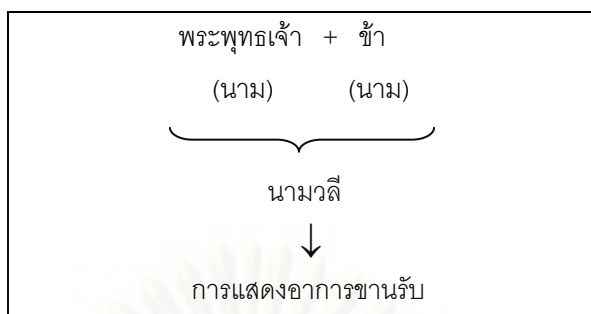 พระพุทธเจ้า + ข้า
(นาม) (นาม)
นามวลี
↓
การแสดงอาการขานรับ